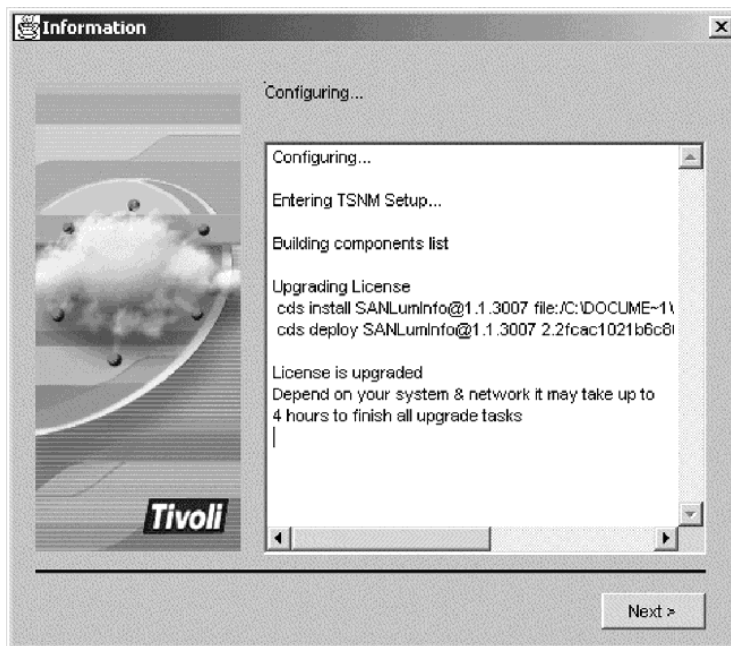 Information
Configuring...
Configuring...
Entering TSNM Setup...
Building components list
Upgrading License
cds install SANLumInfo@1.1.3007 file:/C:\DOCUME~1\
cds deploy SANLumInfo@1.1.3007 2.2fcac1021b6c8
License is upgraded
Depend on your system & network it may take up to
4 hours to finish all upgrade tasks
Tivoli
Next >